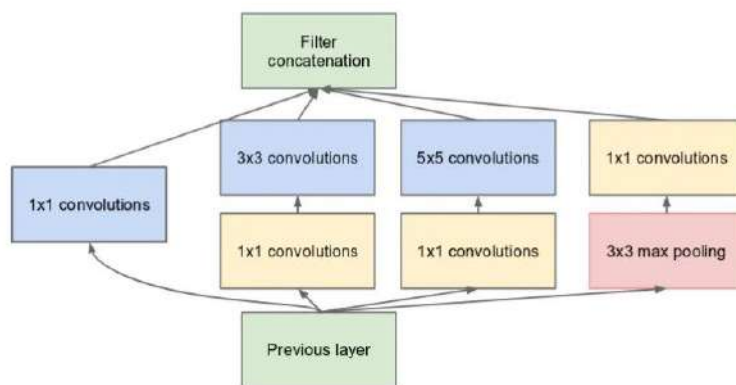 Filter
concatenation
3x3 convolutions
5x5 convolutions
1x1 convolutions
1x1 convolutions
1x1 convolutions
1x1 convolutions
3x3 max pooling
Previous layer